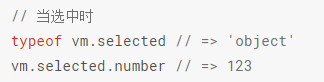 // 当选中时
typeof vm.selected // => 'object'
vm.selected.number // => 123